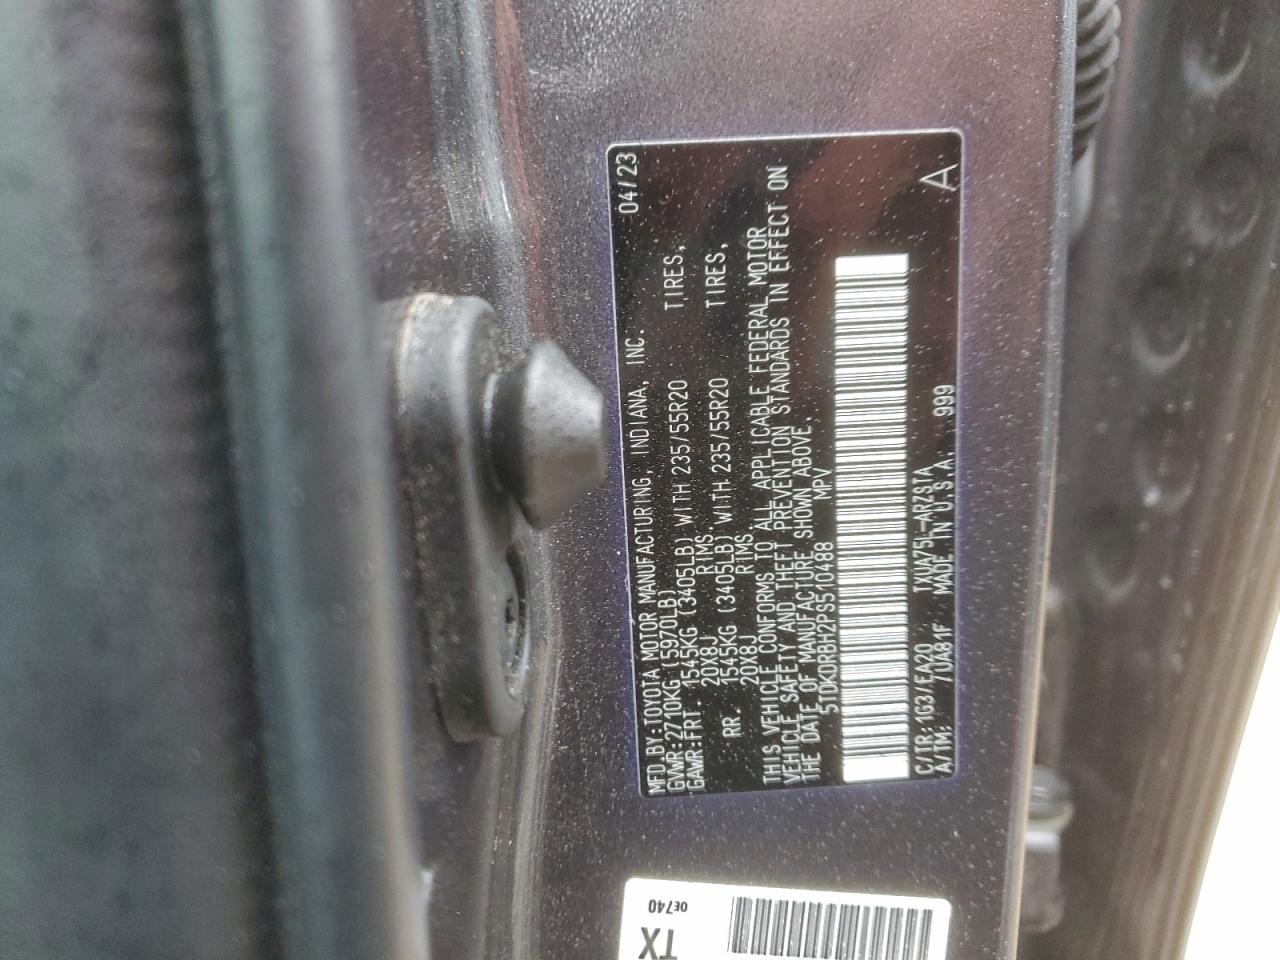 MFD.BY:TOYOTA MOTOR MANUFACTURING, INDIANA, INC. 04/23
GVWR:2710KG (5970LB)
GAWR:FRT. 1545KG (3405LB) WITH 235/55R20 TIRES,
20X8J RIMS.
RR. 1545KG (3405LB) WITH 235/55R20 TIRES,
20X8J RIMS.
THIS VEHICLE CONFORMS TO ALL APPLICABLE FEDERAL MOTOR
VEHICLE SAFETY AND THEFT PREVENTION STANDARDS IN EFFECT ON
THE DATE OF MANUFACTURE SHOWN ABOVE.
5TDKDRBH2PS510488 MPV
C/TR:1G3/EA20 TXUA75L-ARZSTA A
A/TM: /UA81F MADE IN U.S.A. 999
0E740
TX